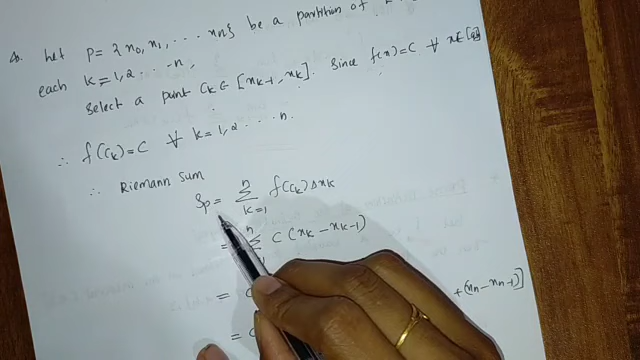 Let P = {x₀, x₁, ... xₙ} be a partition of
each k = 1, 2 ... n,
select a point Cₖ ∈ [xₖ₋₁, xₖ]. Since f(x) = C ∀ x ∈
∴ f(Cₖ) = C ∀ k = 1, 2 ... n.
∴ Riemann Sum
Sp = Σ f(Cₖ) Δxₖ
n
k=1
= Σ C (xₖ - xₖ₋₁)
n
= C + (xₙ - xₙ₋₁)]
= C